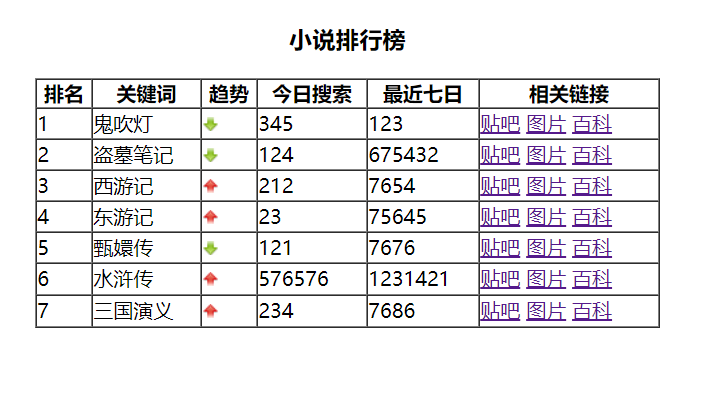 小说排行榜
排名 关键词 趋势 今日搜索 最近七日 相关链接
1 鬼吹灯 345 123 贴吧 图片 百科
2 盗墓笔记 124 675432 贴吧 图片 百科
3 西游记 212 7654 贴吧 图片 百科
4 东游记 23 75645 贴吧 图片 百科
5 甄嬛传 121 7676 贴吧 图片 百科
6 水浒传 576576 1231421 贴吧 图片 百科
7 三国演义 234 7686 贴吧 图片 百科